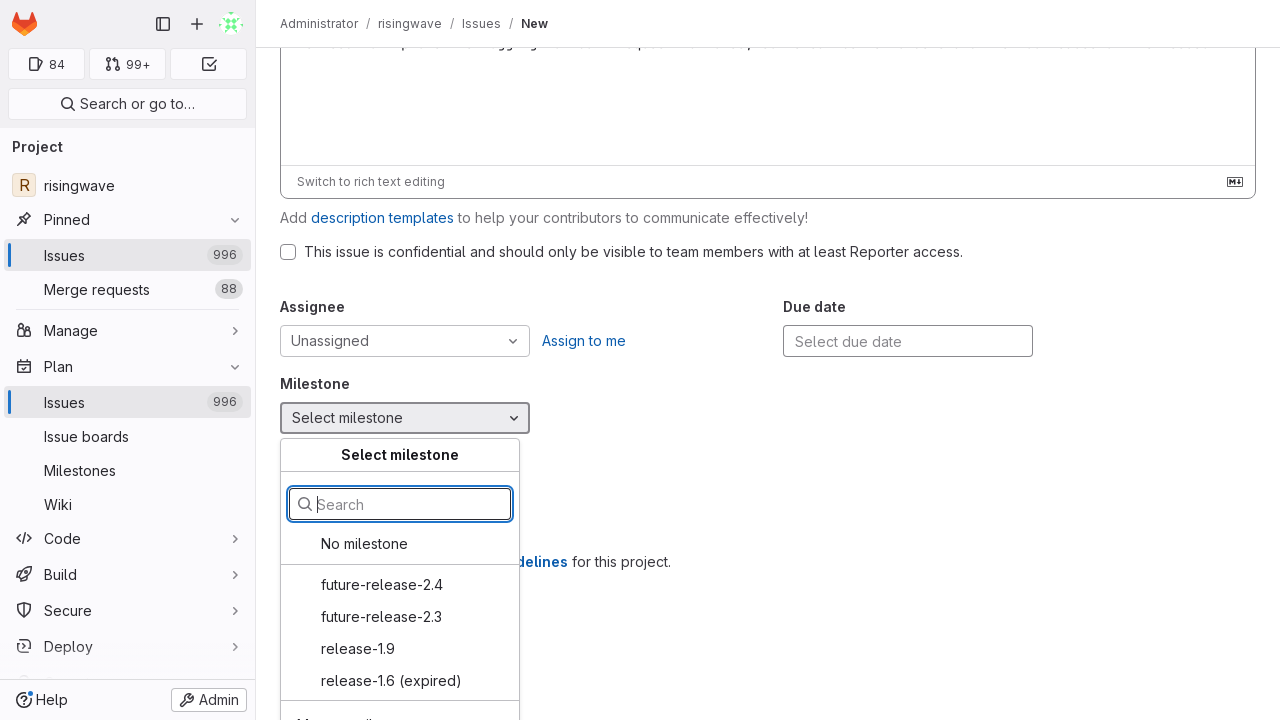 Administrator / risingwave / Issues / New
84
99+
Search or go to…
Project
R risingwave
Pinned
Issues 996
Merge requests 88
Manage
Plan
Issues 996
Issue boards
Milestones
Wiki
Code
Build
Secure
Deploy
Help
Admin
Switch to rich text editing
Add description templates to help your contributors to communicate effectively!
This issue is confidential and should only be visible to team members with at least Reporter access.
Assignee
Unassigned
Assign to me
Due date
Select due date
Milestone
Select milestone
Select milestone
Search
No milestone
delines for this project.
future-release-2.4
future-release-2.3
release-1.9
release-1.6 (expired)